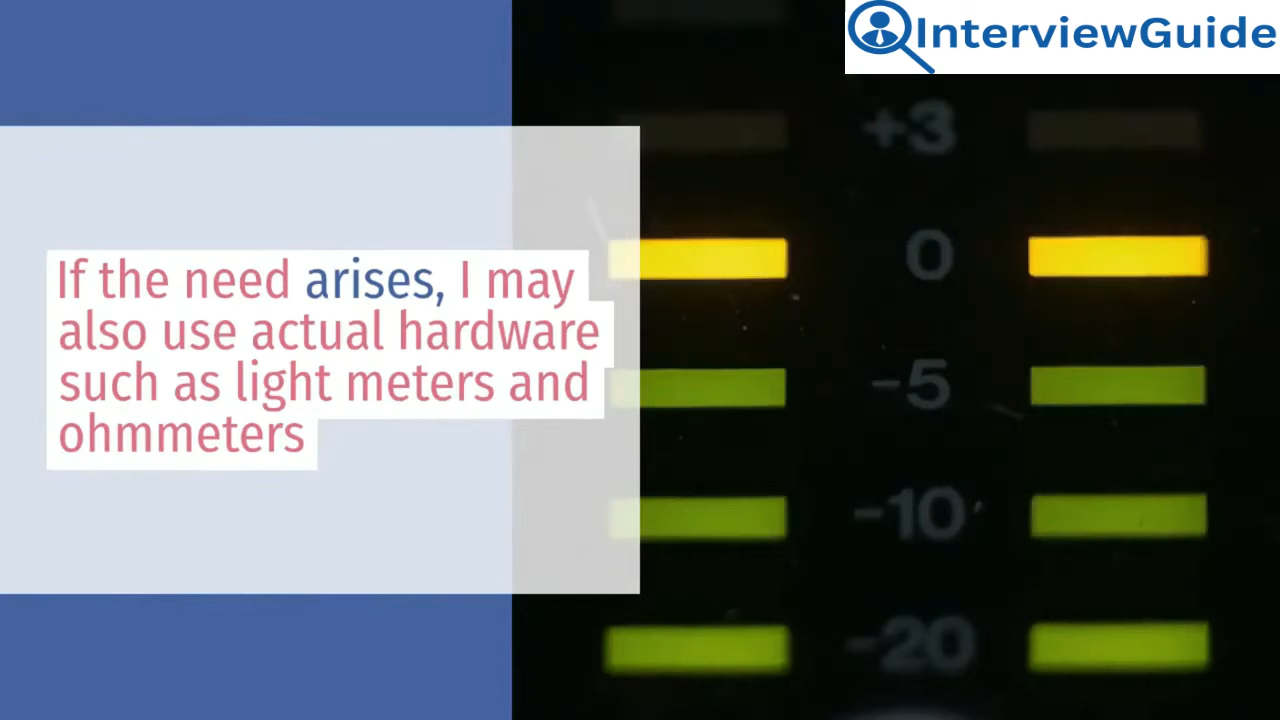 InterviewGuide
If the need arises, I may
also use actual hardware
such as light meters and
ohmmeters
+3
0
-5
-10
-20